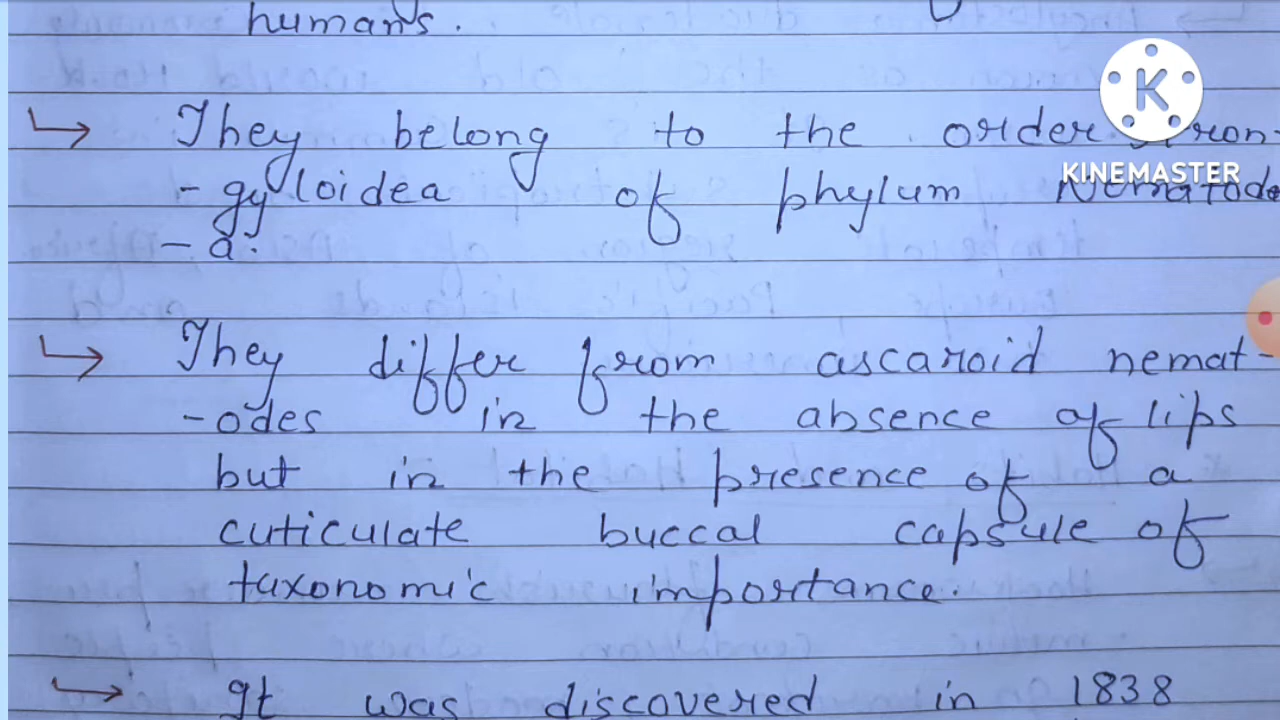 humans.
↳ They belong to the order
-gyloidea of phylum Nematode
-a.
↳ They differ from ascaroid nemat-
-odes in the absence of lips
but in the presence of a
cuticulate buccal capsule of
taxonomic importance.
↳ It was discovered in 1838
K
KINEMASTER